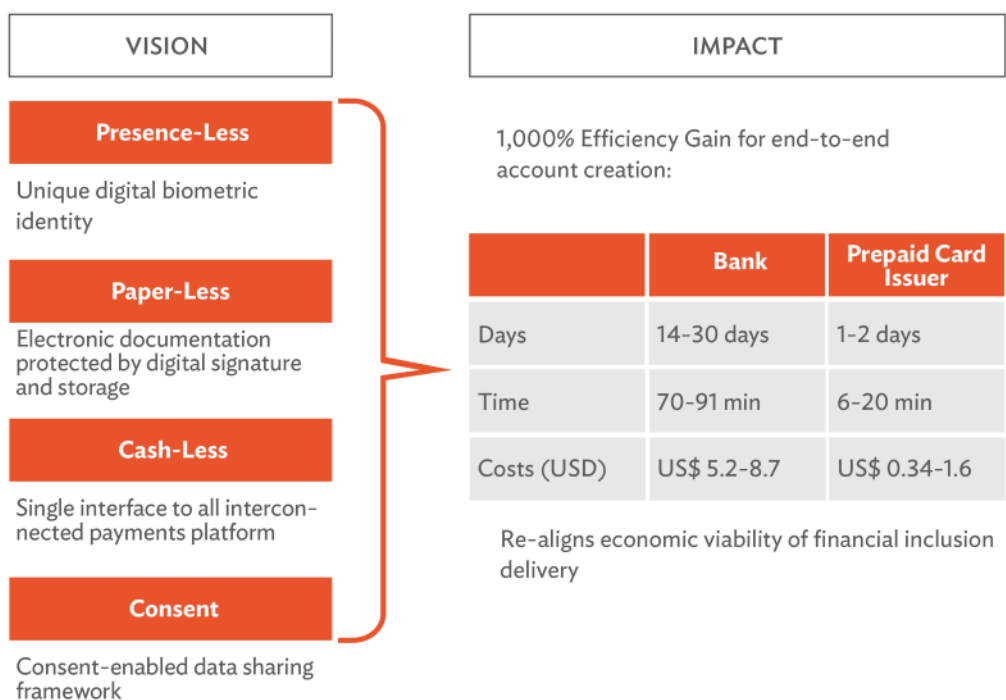 VISION
Presence-Less
Unique digital biometric
identity
Paper-Less
Electronic documentation
protected by digital signature
and storage
Cash-Less
Single interface to all intercon-
nected payments platform
Consent
Consent-enabled data sharing
framework
IMPACT
1,000% Efficiency Gain for end-to-end
account creation:
Bank
Prepaid Card
Issuer
Days 14-30 days 1-2 days
Time 70-91 min 6-20 min
Costs (USD) US$ 5.2-8.7 US$ 0.34-1.6
Re-aligns economic viability of financial inclusion
delivery